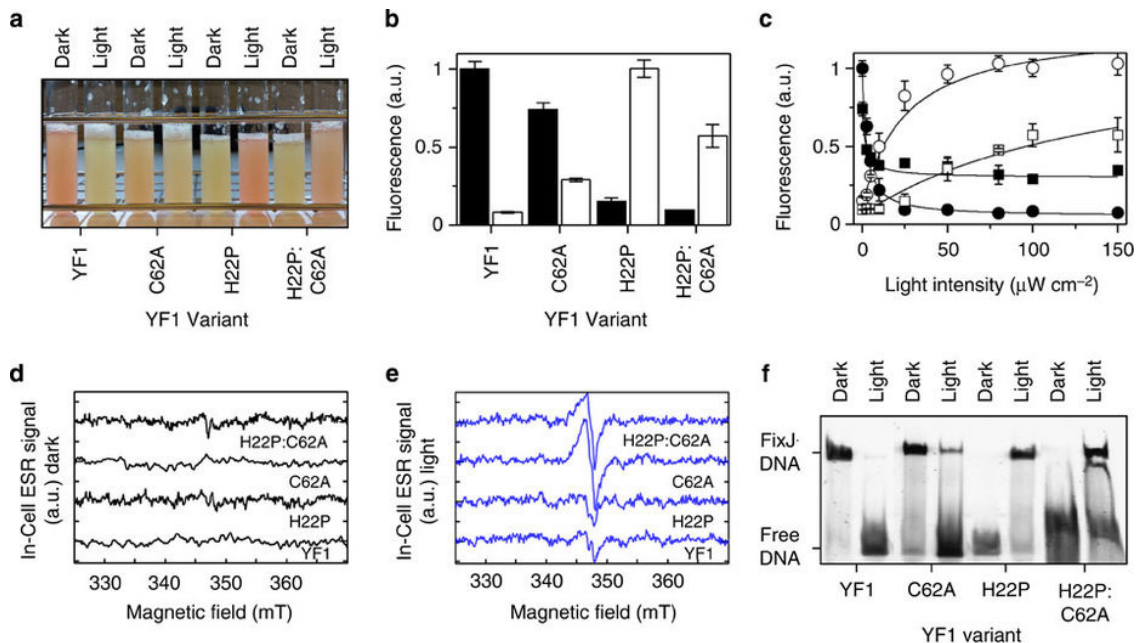 a
Dark Light Dark Light Dark Light Dark Light
YF1
C62A
H22P
H22P:
C62A
YF1 Variant
b
Fluorescence (a.u.)
1
0.5
0
YF1
C62A
H22P
H22P:
C62A
YF1 Variant
c
Fluorescence (a.u.)
1
0.5
0
0 50 100 150
Light intensity (μW cm⁻²)
d
In-Cell ESR signal
(a.u.) dark
H22P:C62A
C62A
H22P
YF1
330 340 350 360
Magnetic field (mT)
e
In-Cell ESR signal
(a.u.) light
H22P:C62A
C62A
H22P
YF1
330 340 350 360
Magnetic field (mT)
f
Dark Light Dark Light Dark Light Dark Light
FixJ·
DNA
Free
DNA
YF1 C62A H22P H22P:
C62A
YF1 variant